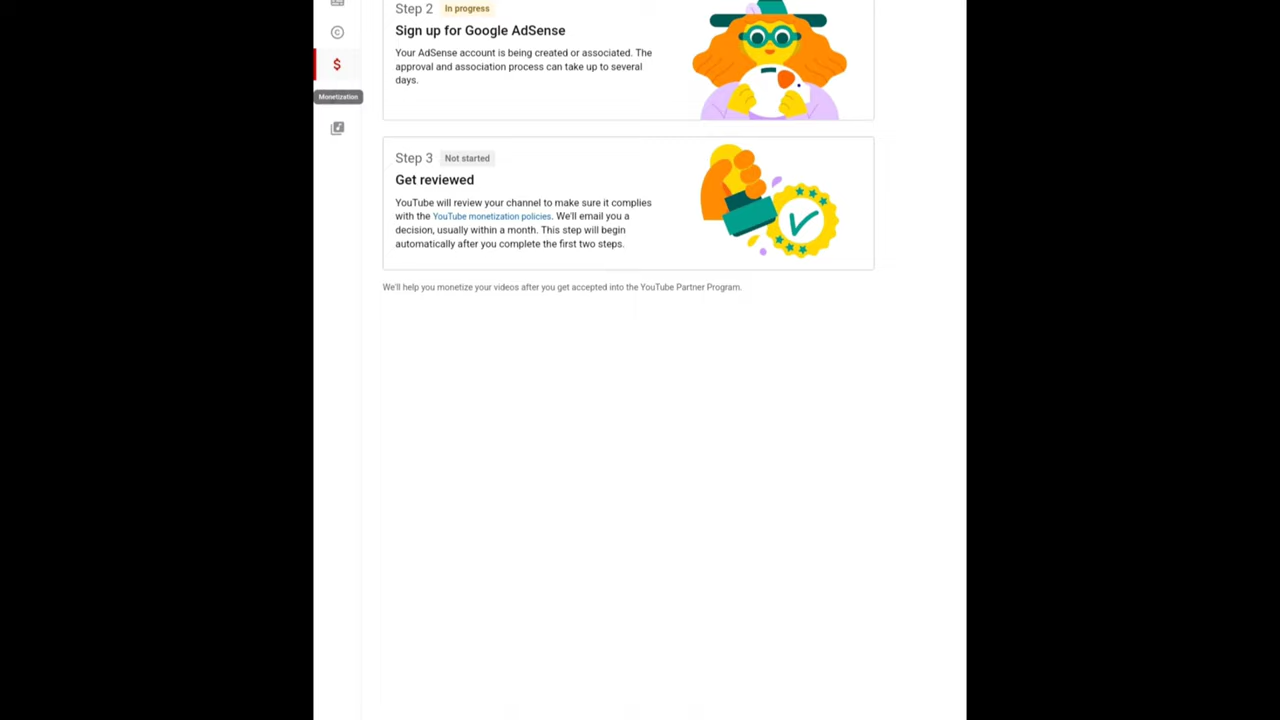 Step 2 In progress
Sign up for Google AdSense
Your AdSense account is being created or associated. The
approval and association process can take up to several
days.
$
Monetization
Step 3 Not started
Get reviewed
YouTube will review your channel to make sure it complies
with the YouTube monetization policies. We'll email you a
decision, usually within a month. This step will begin
automatically after you complete the first two steps.
We'll help you monetize your videos after you get accepted into the YouTube Partner Program.